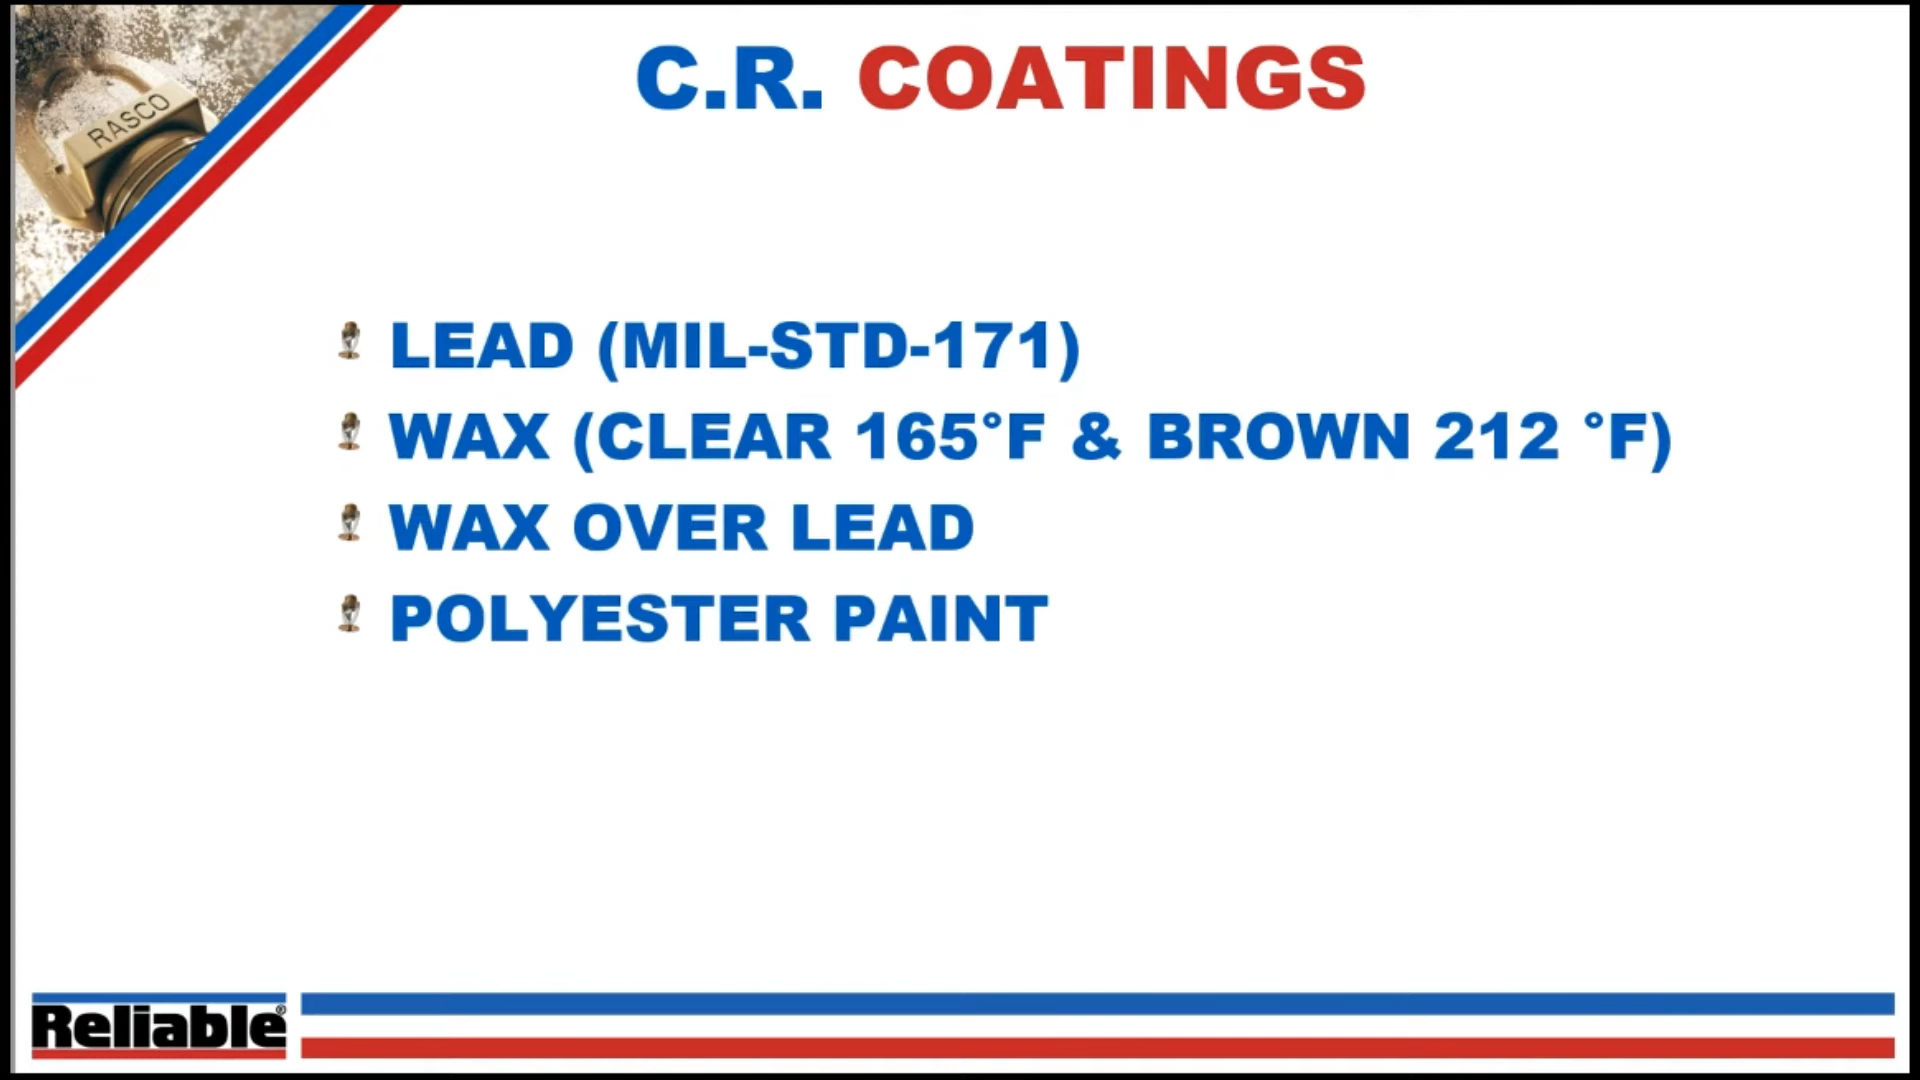 C.R. COATINGS
RASCO
LEAD (MIL-STD-171)
WAX (CLEAR 165°F & BROWN 212 °F)
WAX OVER LEAD
POLYESTER PAINT
Reliable®